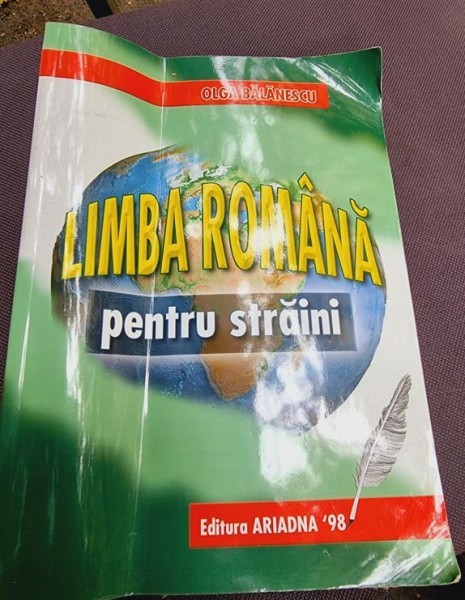 OLGA BĂLĂNESCU
LIMBA ROMÂNĂ
pentru străini
Editura ARIADNA '98